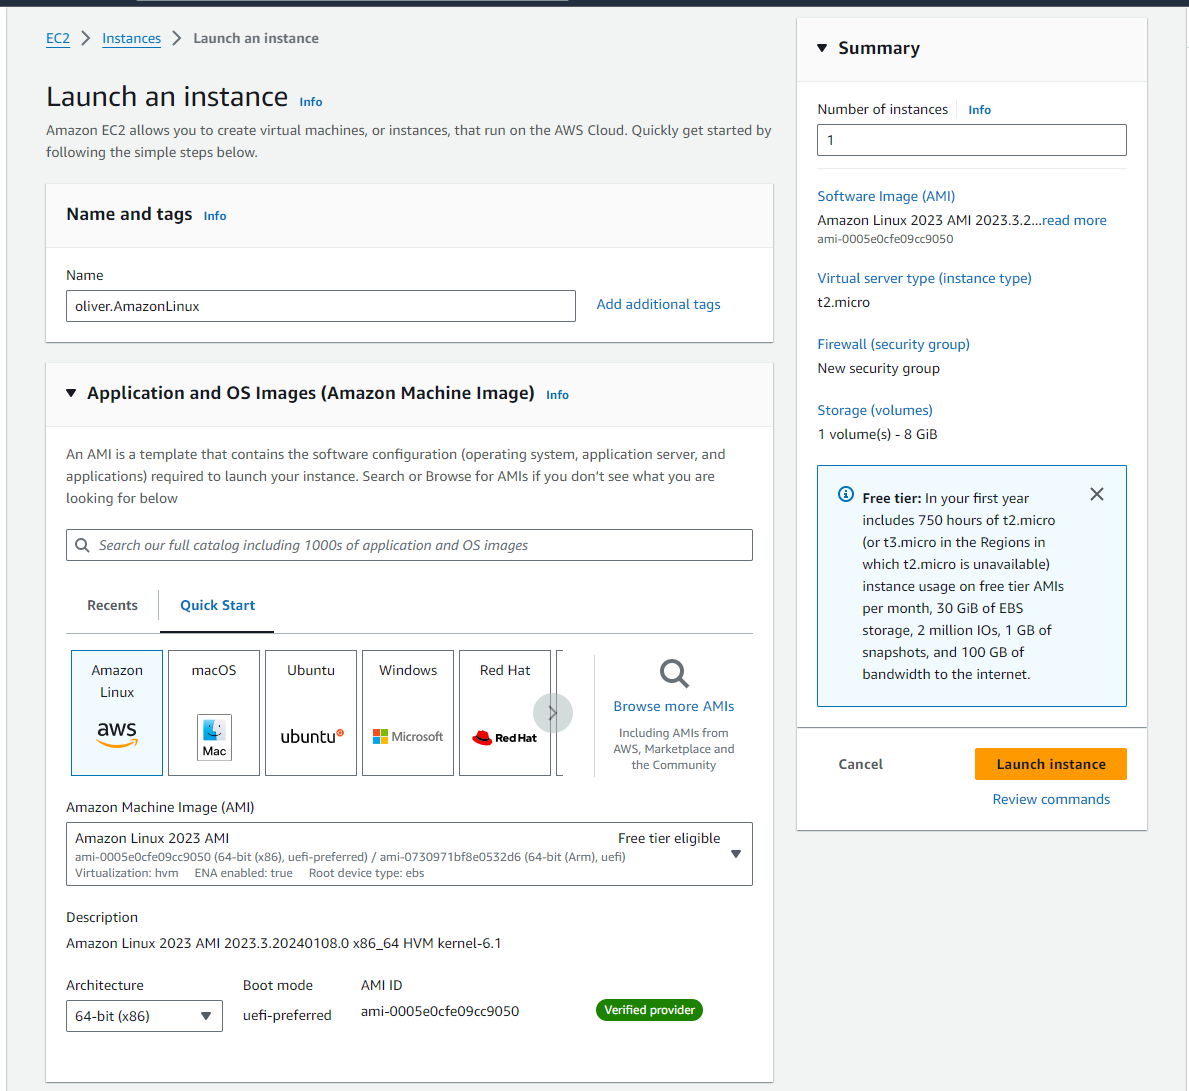 EC2 > Instances > Launch an instance
Launch an instance Info
Amazon EC2 allows you to create virtual machines, or instances, that run on the AWS Cloud. Quickly get started by
following the simple steps below.
Name and tags Info
Name
oliver.AmazonLinux
Add additional tags
Application and OS Images (Amazon Machine Image) Info
An AMI is a template that contains the software configuration (operating system, application server, and
applications) required to launch your instance. Search or Browse for AMIs if you don't see what you are
looking for below
Search our full catalog including 1000s of application and OS images
Recents
Quick Start
Amazon
Linux
aws
macOS
Mac
Ubuntu
ubuntu
Windows
Microsoft
Red Hat
Red Hat
Browse more AMIs
Including AMIs from
AWS, Marketplace and
the Community
Amazon Machine Image (AMI)
Amazon Linux 2023 AMI
Free tier eligible
ami-0005e0cfe09cc9050 (64-bit (x86), uefi-preferred) / ami-0730971bf8e0532d6 (64-bit (Arm), uefi)
Virtualization: hvm ENA enabled: true Root device type: ebs
Description
Amazon Linux 2023 AMI 2023.3.20240108.0 x86_64 HVM kernel-6.1
Architecture
64-bit (x86)
Boot mode
uefi-preferred
AMI ID
ami-0005e0cfe09cc9050
Verified provider
Summary
Number of instances Info
1
Software Image (AMI)
Amazon Linux 2023 AMI 2023.3.2...read more
ami-0005e0cfe09cc9050
Virtual server type (instance type)
t2.micro
Firewall (security group)
New security group
Storage (volumes)
1 volume(s) - 8 GiB
Free tier: In your first year
includes 750 hours of t2.micro
(or t3.micro in the Regions in
which t2.micro is unavailable)
instance usage on free tier AMIs
per month, 30 GiB of EBS
storage, 2 million IOs, 1 GB of
snapshots, and 100 GB of
bandwidth to the internet.
Cancel
Launch instance
Review commands